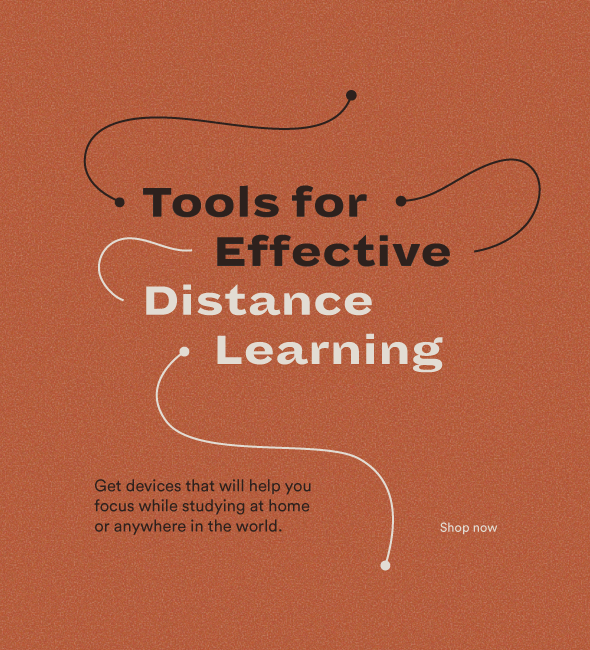 Tools for
Effective
Distance
Learning
Get devices that will help you
focus while studying at home
or anywhere in the world.
Shop now